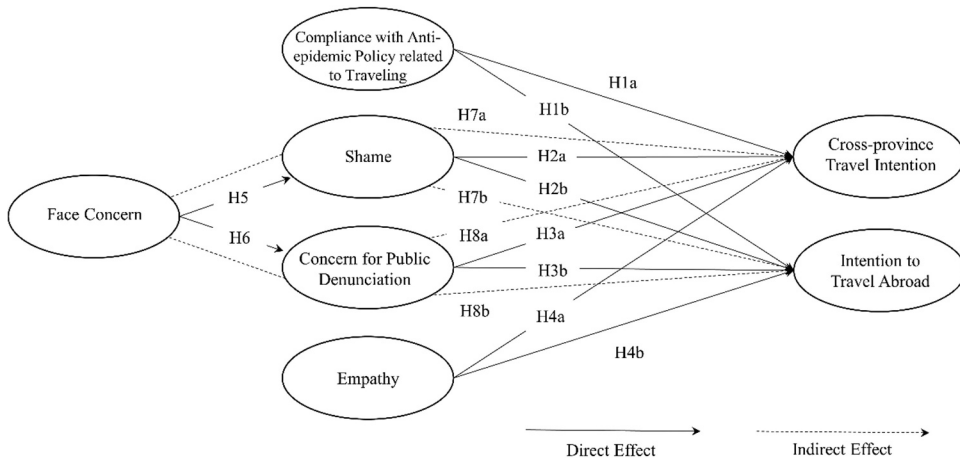 Compliance with Anti-
epidemic Policy related
to Traveling
H1a
H1b
H7a
Shame
H2a
Cross-province
Travel Intention
H5
H2b
H7b
Face Concern
H6
H8a
H3a
Concern for Public
Denunciation
H3b
Intention to
Travel Abroad
H8b
H4a
H4b
Empathy
Direct Effect
Indirect Effect